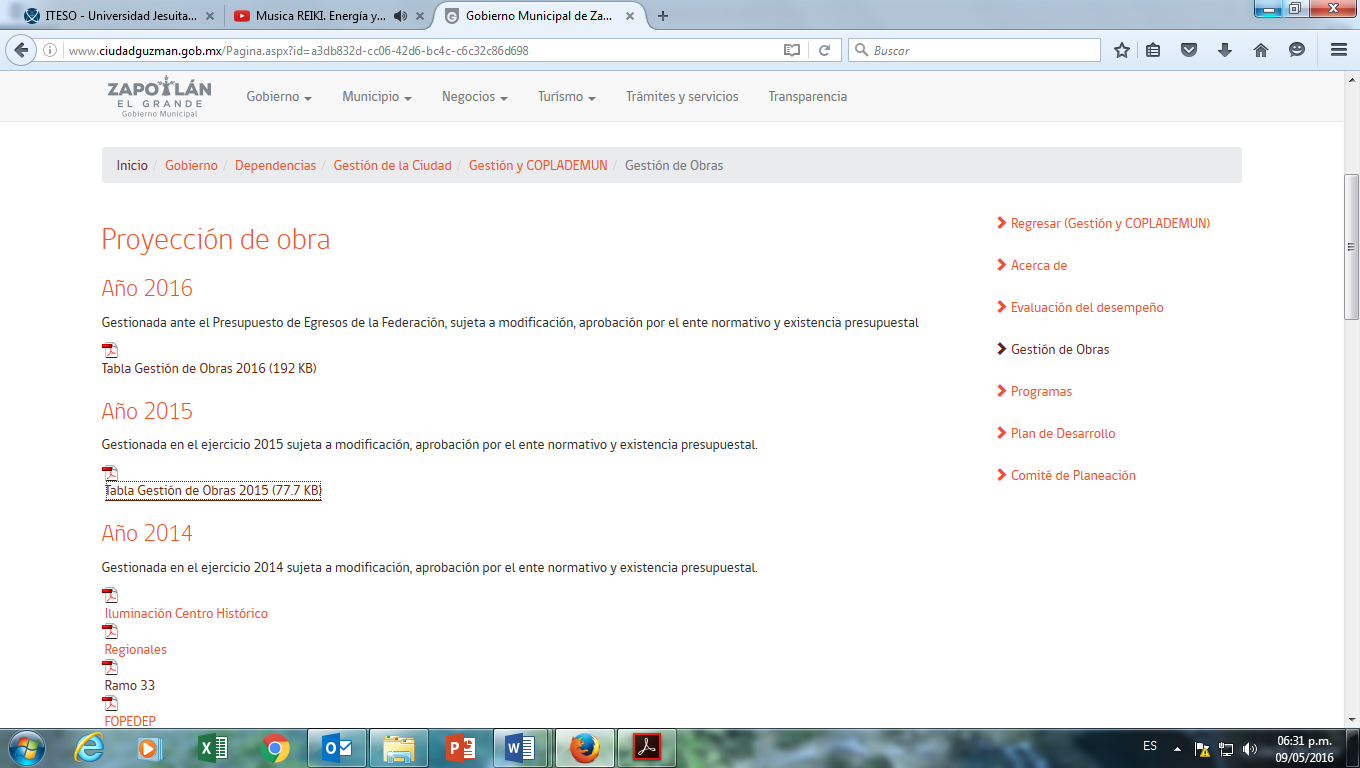 ITESO - Universidad Jesuita...
Musica REIKI. Energía y...
Gobierno Municipal de Za...
www.ciudadguzman.gob.mx/Pagina.aspx?id=a3db832d-cc06-42d6-bc4c-c6c32c86d698
Buscar
ZAPOTLÁN
EL GRANDE
Gobierno Municipal
Gobierno
Municipio
Negocios
Turísmo
Trámites y servicios
Transparencia
Inicio / Gobierno / Dependencias / Gestión de la Ciudad / Gestión y COPLADEMUN / Gestión de Obras
Proyección de obra
Año 2016
Gestionada ante el Presupuesto de Egresos de la Federación, sujeta a modificación, aprobación por el ente normativo y existencia presupuestal
Tabla Gestión de Obras 2016 (192 KB)
Año 2015
Gestionada en el ejercicio 2015 sujeta a modificación, aprobación por el ente normativo y existencia presupuestal.
Tabla Gestión de Obras 2015 (77.7 KB)
Año 2014
Gestionada en el ejercicio 2014 sujeta a modificación, aprobación por el ente normativo y existencia presupuestal.
Iluminación Centro Histórico
Regionales
Ramo 33
FOPEDEP
Regresar (Gestión y COPLADEMUN)
Acerca de
Evaluación del desempeño
Gestión de Obras
Programas
Plan de Desarrollo
Comité de Planeación
ES
06:31 p.m.
09/05/2016